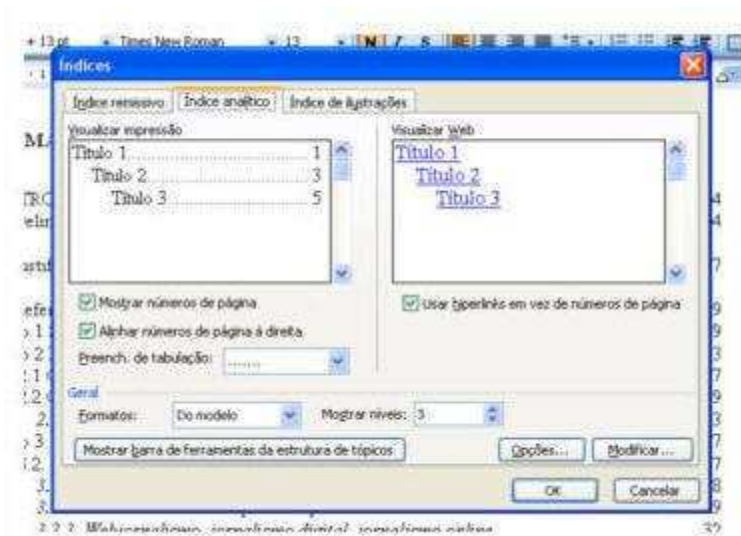 + 13 pt Times New Roman 13 N I S
Índices
Índice remissivo Índice analítico Índice de ilustrações
Visualizar impressão Visualizar Web
Título 1 1 Título 1
Título 2 3 Título 2
Título 3 5 Título 3
Mostrar números de página Usar hiperlinks em vez de números de página
Alinhar números de página à direita
Preench. de tabulação: .......
Geral
Formatos: Do modelo Mostrar níveis: 3
Mostrar barra de ferramentas da estrutura de tópicos Opções... Modificar...
OK Cancelar
Webjornalismo, jornalismo digital, jornalismo online 32